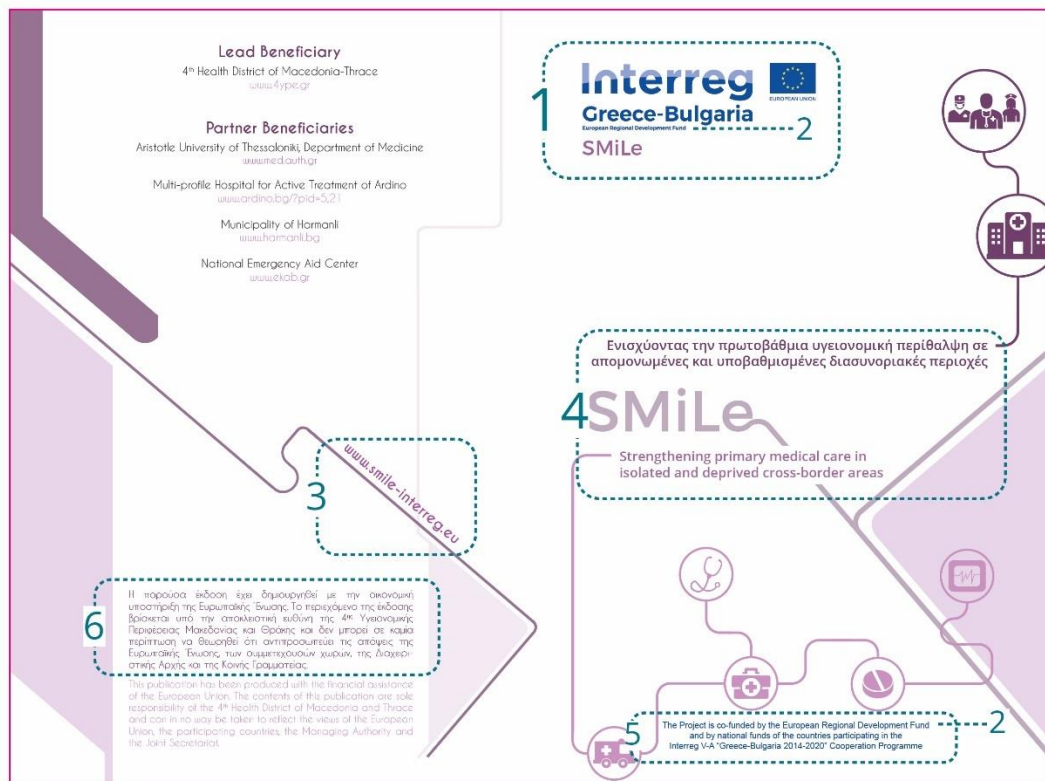 Lead Beneficiary
4th Health District of Macedonia-Thrace
www.4ype.gr
Partner Beneficiaries
Aristotle University of Thessaloniki, Department of Medicine
www.med.auth.gr
Multi-profile Hospital for Active Treatment of Ardino
www.ardino.bg/?pid=5,21
Municipality of Harmanli
www.harmanli.bg
National Emergency Aid Center
www.ekab.gr
3
www.smile-interreg.eu
6
Η παρούσα έκδοση έχει δημιουργηθεί με την οικονομική
υποστήριξη της Ευρωπαϊκής Ένωσης. Το περιεχόμενο της έκδοσης
βρίσκεται υπό την αποκλειστική ευθύνη της 4ης Υγειονομικής
Περιφέρειας Μακεδονίας και Θράκης και δεν μπορεί σε καμία
περίπτωση να θεωρηθεί ότι αντιπροσωπεύει τις απόψεις της
Ευρωπαϊκής Ένωσης, των συμμετεχουσών χωρών, της Διαχειρι-
στικής Αρχής και της Κοινής Γραμματείας.
This publication has been produced with the financial assistance
of the European Union. The contents of this publication are sole
responsibility of the 4th Health District of Macedonia and Thrace
and can in no way be taken to reflect the views of the European
Union, the participating countries, the Managing Authority and
the Joint Secretariat.
1
Interreg
EUROPEAN UNION
Greece-Bulgaria
European Regional Development Fund
2
SMiLe
Ενισχύοντας την πρωτοβάθμια υγειονομική περίθαλψη σε
απομονωμένες και υποβαθμισμένες διασυνοριακές περιοχές
4
SMiLe
Strengthening primary medical care in
isolated and deprived cross-border areas
5
The Project is co-funded by the European Regional Development Fund
and by national funds of the countries participating in the
Interreg V-A "Greece-Bulgaria 2014-2020" Cooperation Programme
2